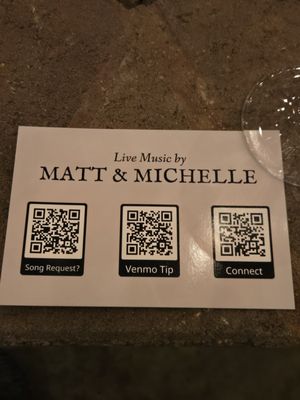 Live Music by
MATT & MICHELLE
Song Request?
Venmo Tip
Connect